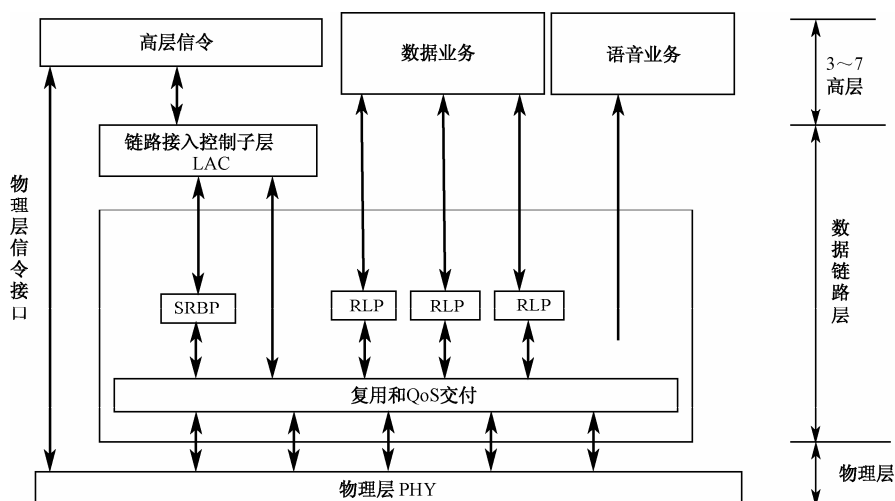 高层信令
数据业务
语音业务
3～7
高层
链路接入控制子层
LAC
物理层信令接口
数据链路层
SRBP
RLP
RLP
RLP
复用和QoS交付
物理层 PHY
物理层